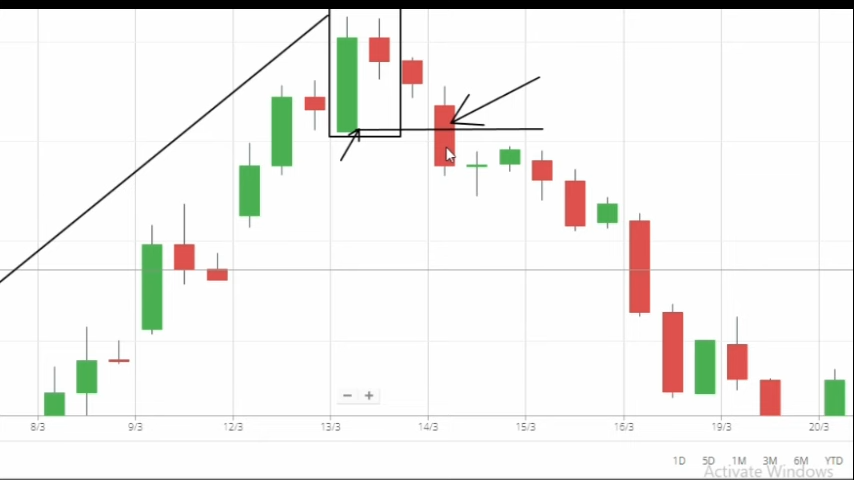 − +
8/3 9/3 12/3 13/3 14/3 15/3 16/3 19/3 20/3
1D 5D 1M 3M 6M YTD
Activate Windows